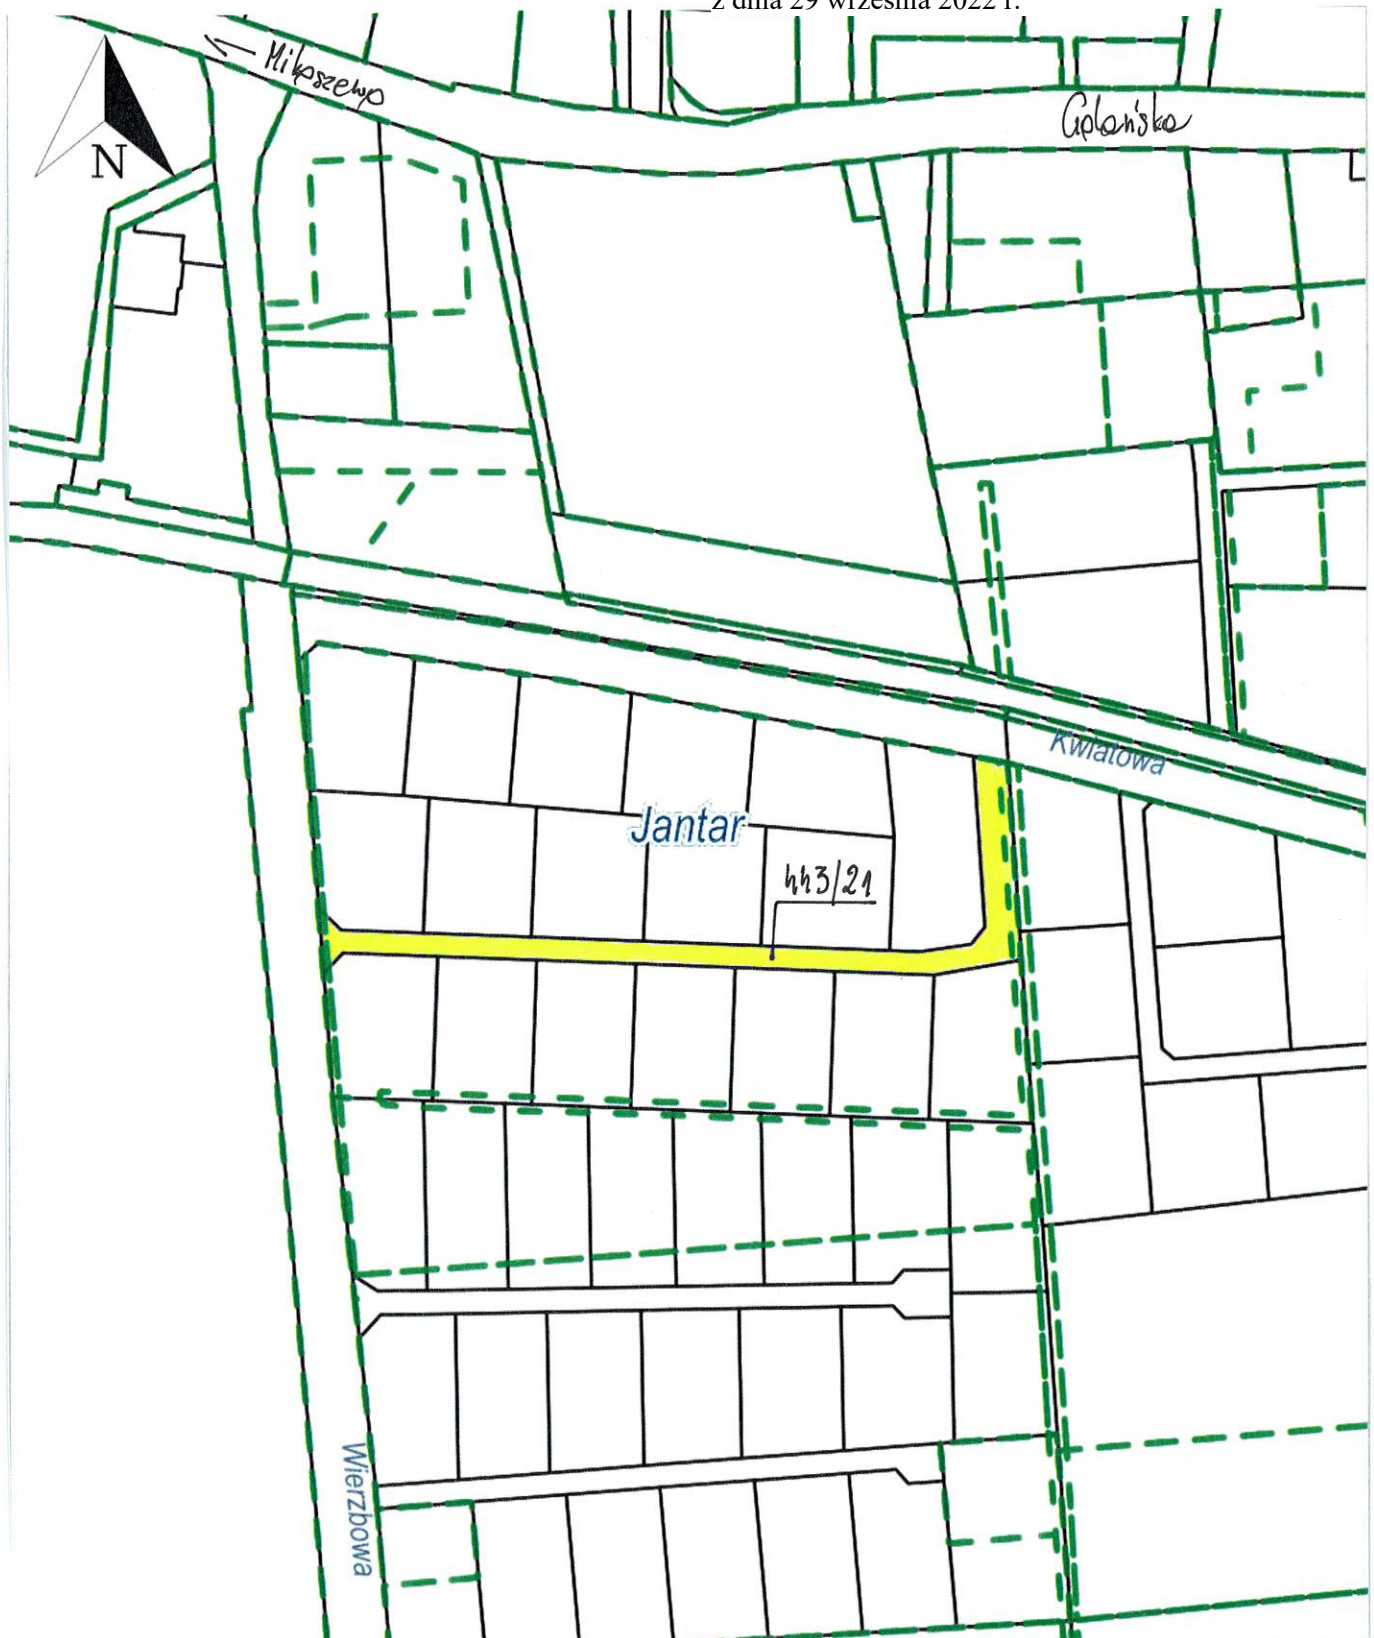 z dnia 29 września 2022 r.
← Mikoszewo
Gdańska
N
Kwiatowa
Jantar
443/21
Wierzbowa